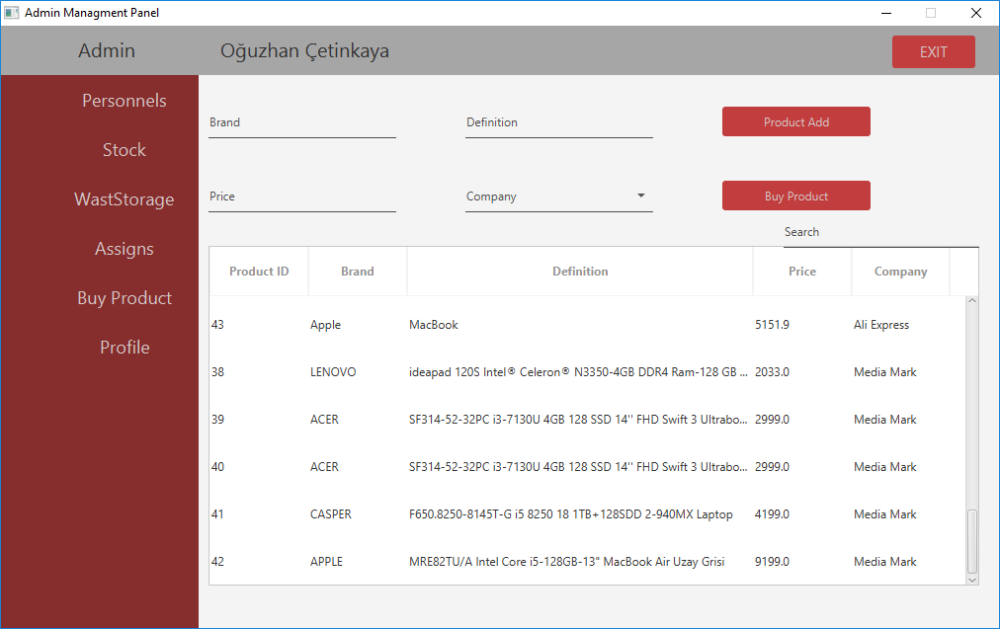 Admin Managment Panel
Admin
Oğuzhan Çetinkaya
EXIT
Personnels
Stock
WastStorage
Assigns
Buy Product
Profile
Brand
Definition
Product Add
Price
Company
Buy Product
Search
Product ID Brand Definition Price Company
43 Apple MacBook 5151.9 Ali Express
38 LENOVO ideapad 120S Intel® Celeron® N3350-4GB DDR4 Ram-128 GB ... 2033.0 Media Mark
39 ACER SF314-52-32PC i3-7130U 4GB 128 SSD 14'' FHD Swift 3 Ultrabo... 2999.0 Media Mark
40 ACER SF314-52-32PC i3-7130U 4GB 128 SSD 14'' FHD Swift 3 Ultrabo... 2999.0 Media Mark
41 CASPER F650.8250-8145T-G i5 8250 18 1TB+128SDD 2-940MX Laptop 4199.0 Media Mark
42 APPLE MRE82TU/A Intel Core i5-128GB-13" MacBook Air Uzay Grisi 9199.0 Media Mark